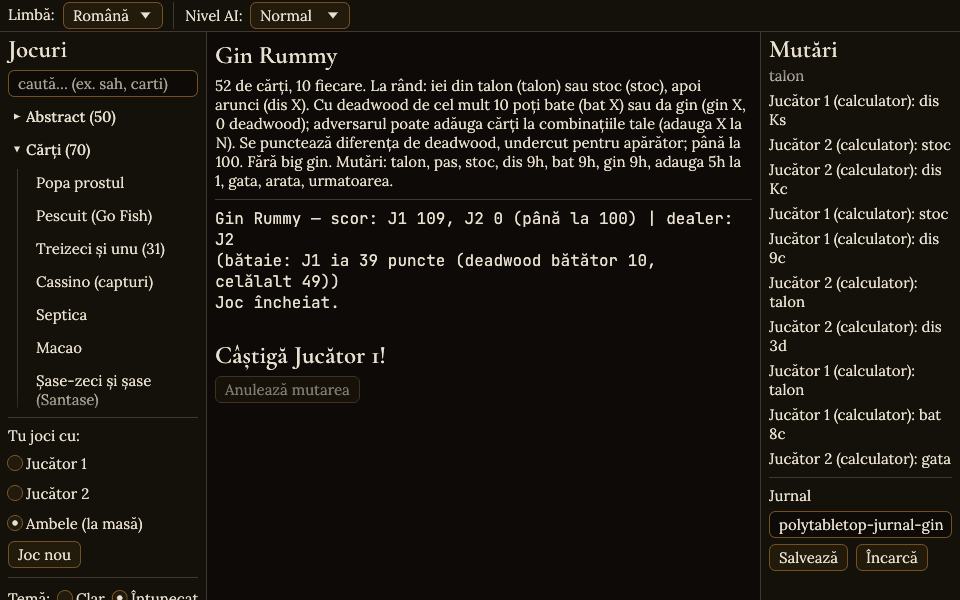 Limbă:
Română
Nivel AI:
Normal
Jocuri
caută... (ex. sah, carti)
Abstract (50)
Cărți (70)
Popa prostul
Pescuit (Go Fish)
Treizeci și unu (31)
Cassino (capturi)
Septica
Macao
Șase-zeci și șase
(Santase)
Tu joci cu:
Jucător 1
Jucător 2
Ambele (la masă)
Joc nou
Temă:
Clar
Întunecat
Gin Rummy
52 de cărți, 10 fiecare. La rând: iei din talon (talon) sau stoc (stoc), apoi
arunci (dis X). Cu deadwood de cel mult 10 poți bate (bat X) sau da gin (gin X,
0 deadwood); adversarul poate adăuga cărți la combinațiile tale (adauga X la
N). Se punctează diferența de deadwood, undercut pentru apărător; până la
100. Fără big gin. Mutări: talon, pas, stoc, dis 9h, bat 9h, gin 9h, adauga 5h la
1, gata, arata, urmatoarea.
Gin Rummy — scor: J1 109, J2 0 (până la 100) | dealer:
J2
(bătaie: J1 ia 39 puncte (deadwood bătător 10,
celălalt 49))
Joc încheiat.
Câștigă Jucător 1!
Anulează mutarea
Mutări
talon
Jucător 1 (calculator): dis
Ks
Jucător 2 (calculator): stoc
Jucător 2 (calculator): dis
Kc
Jucător 1 (calculator): stoc
Jucător 1 (calculator): dis
9c
Jucător 2 (calculator):
talon
Jucător 2 (calculator): dis
3d
Jucător 1 (calculator):
talon
Jucător 1 (calculator): bat
8c
Jucător 2 (calculator): gata
Jurnal
polytabletop-jurnal-gin
Salvează
Încarcă